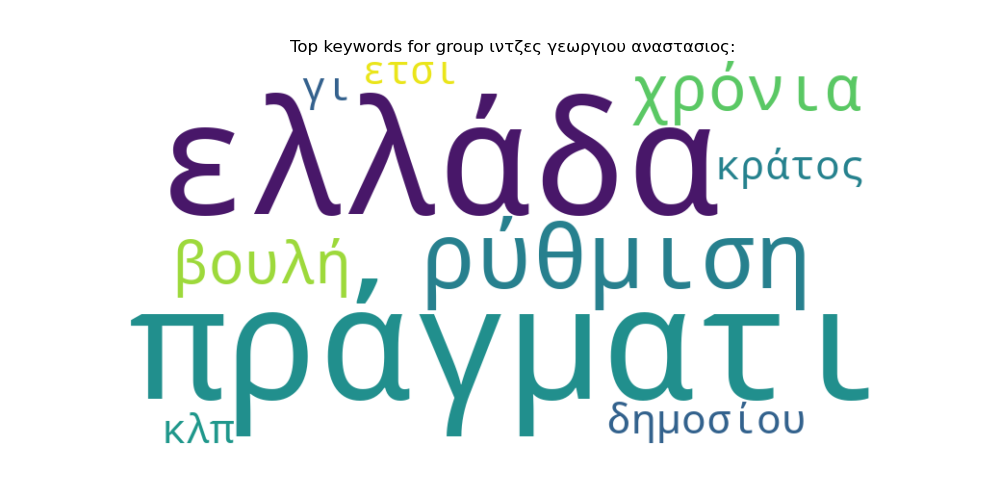 Top keywords for group ιντζες γεωργιου αναστασιος:
γι ετσι χρόνια
ελλάδα
κράτος
βουλή ρύθμιση
πράγματι
κλπ δημοσίου